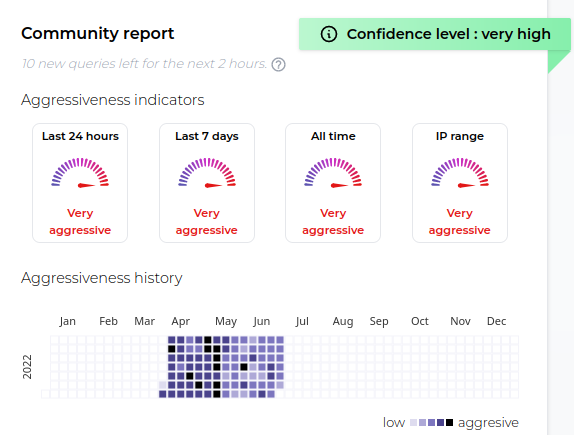 Community report
Confidence level : very high
10 new queries left for the next 2 hours. ?
Aggressiveness indicators
Last 24 hours
Very
aggressive
Last 7 days
Very
aggressive
All time
Very
aggressive
IP range
Very
aggressive
Aggressiveness history
Jan Feb Mar Apr May Jun Jul Aug Sep Oct Nov Dec
2022
low aggresive